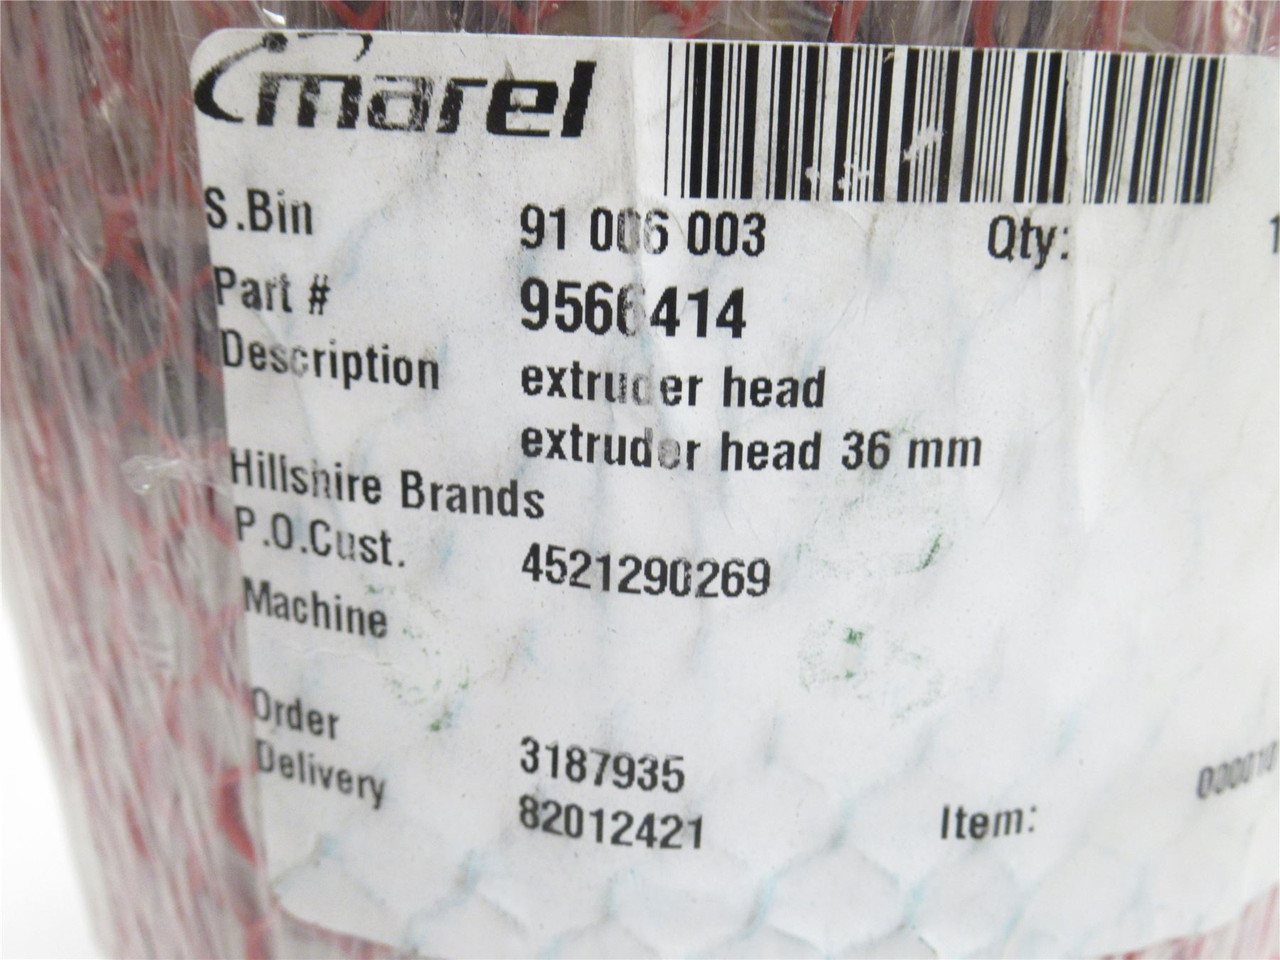 marel
S.Bin 91 006 003 Qty: 1
Part # 9566414
Description extruder head
extruder head 36 mm
Hillshire Brands
P.O.Cust. 4521290269
Machine
Order 3187935
Delivery 82012421 Item: